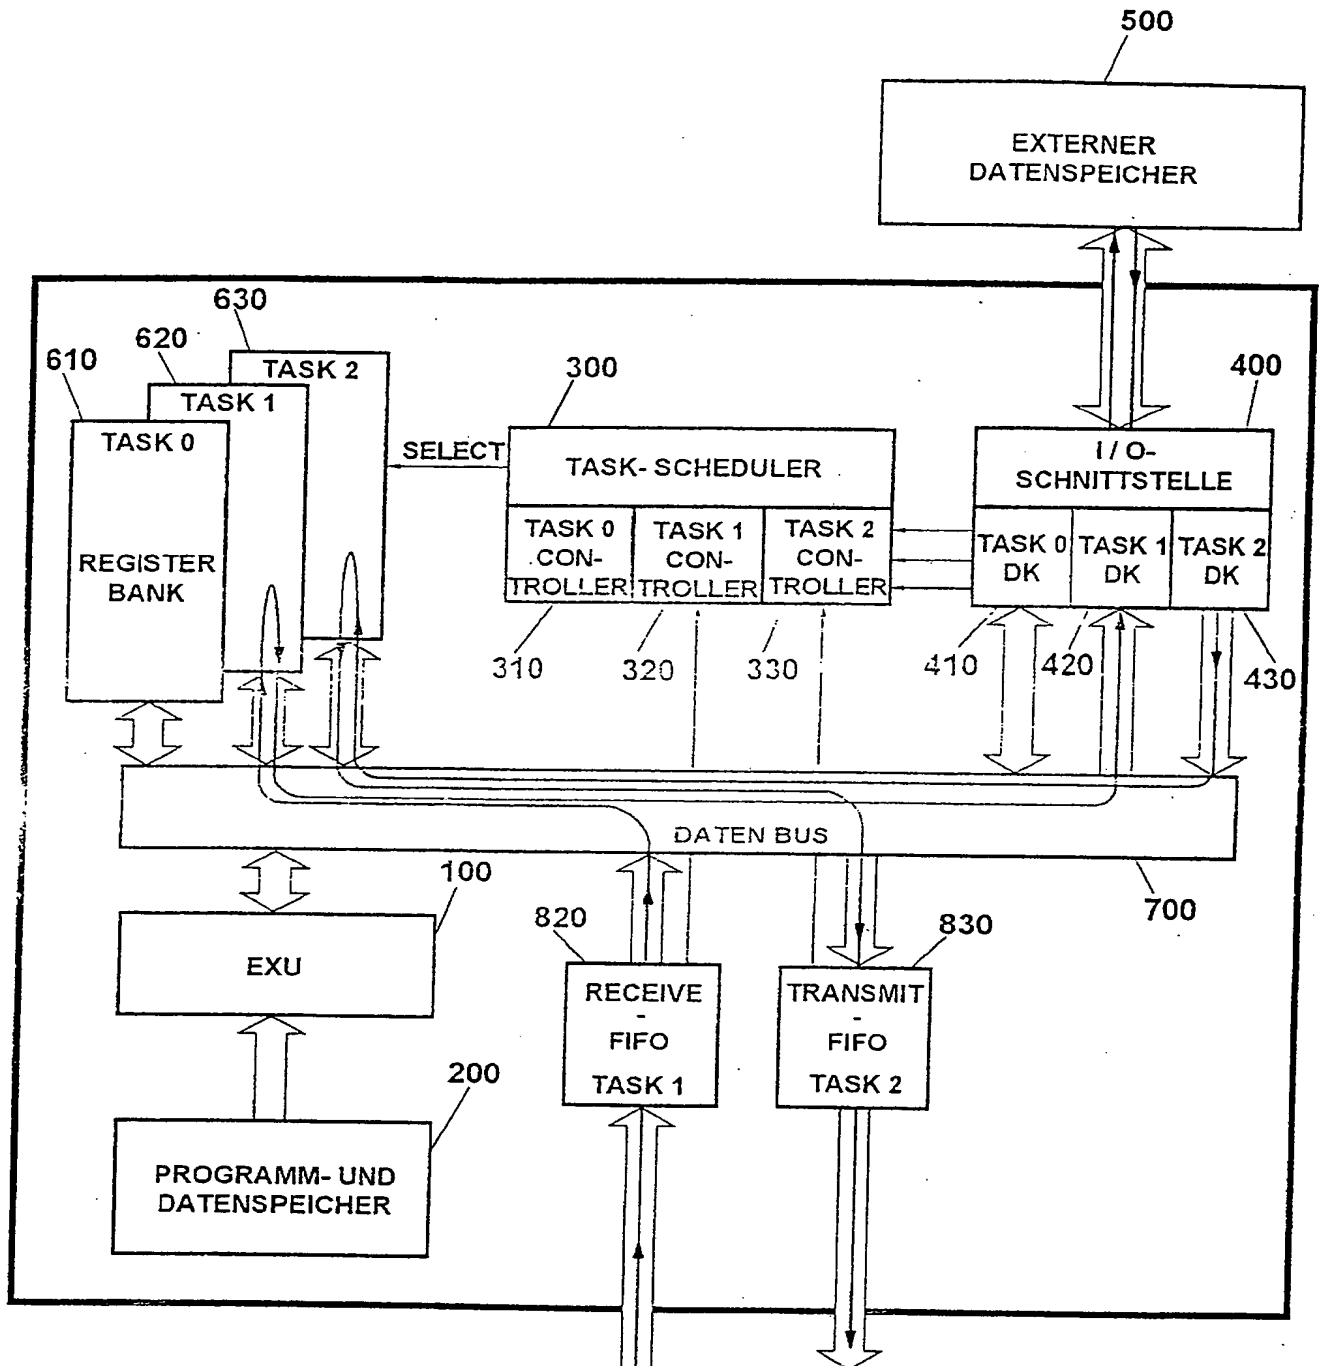 500
EXTERNER
DATENSPEICHER
630
620
610
TASK 2
TASK 1
TASK 0
REGISTER
BANK
SELECT
300
TASK- SCHEDULER
TASK 0
CON-
TROLLER
TASK 1
CON-
TROLLER
TASK 2
CON-
TROLLER
310
320
330
400
I / O-
SCHNITTSTELLE
TASK 0
DK
TASK 1
DK
TASK 2
DK
410
420
430
DATEN BUS
700
100
EXU
820
RECEIVE
-
FIFO
TASK 1
830
TRANSMIT
-
FIFO
TASK 2
200
PROGRAMM- UND
DATENSPEICHER